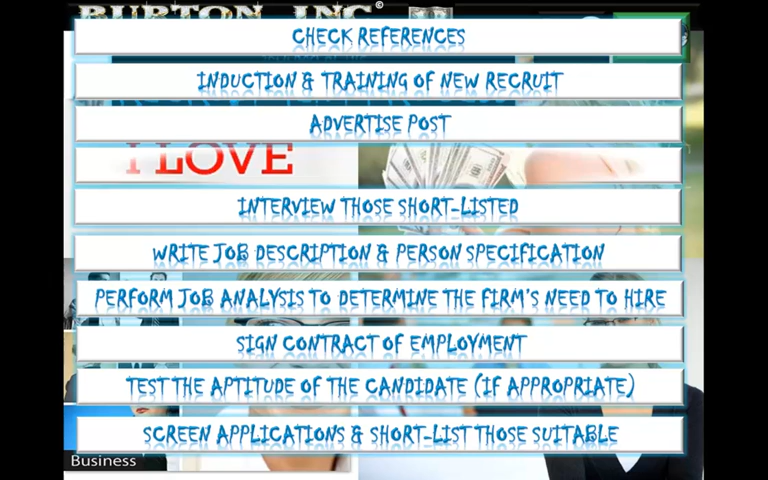 BURTON, INC©
CHECK REFERENCES
INDUCTION & TRAINING OF NEW RECRUIT
ADVERTISE POST
I LOVE
INTERVIEW THOSE SHORT-LISTED
WRITE JOB DESCRIPTION & PERSON SPECIFICATION
PERFORM JOB ANALYSIS TO DETERMINE THE FIRM'S NEED TO HIRE
SIGN CONTRACT OF EMPLOYMENT
TEST THE APTITUDE OF THE CANDIDATE (IF APPROPRIATE)
SCREEN APPLICATIONS & SHORT-LIST THOSE SUITABLE
Business